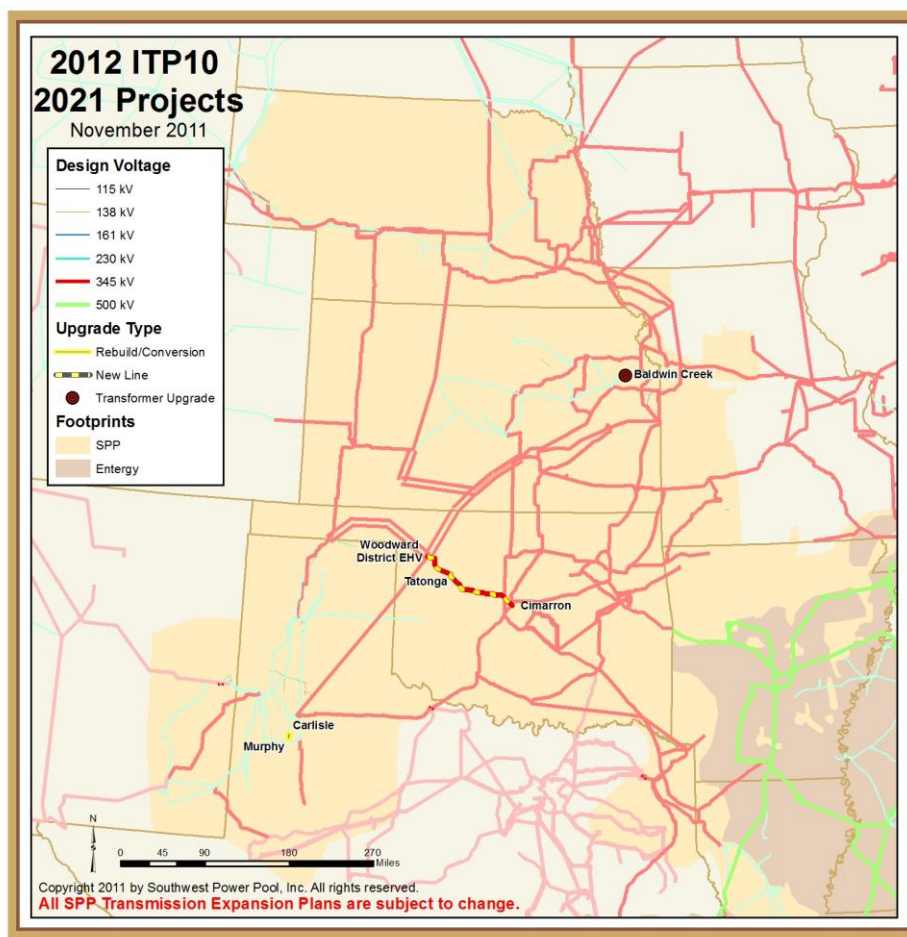 2012 ITP10
2021 Projects
November 2011
Design Voltage
115 kV
138 kV
161 kV
230 kV
345 kV
500 kV
Upgrade Type
Rebuild/Conversion
New Line
Transformer Upgrade
Footprints
SPP
Entergy
Baldwin Creek
Woodward
District EHV
Tatonga
Cimarron
Carlisle
Murphy
N
0 45 90 180 270
Miles
Copyright 2011 by Southwest Power Pool, Inc. All rights reserved.
All SPP Transmission Expansion Plans are subject to change.